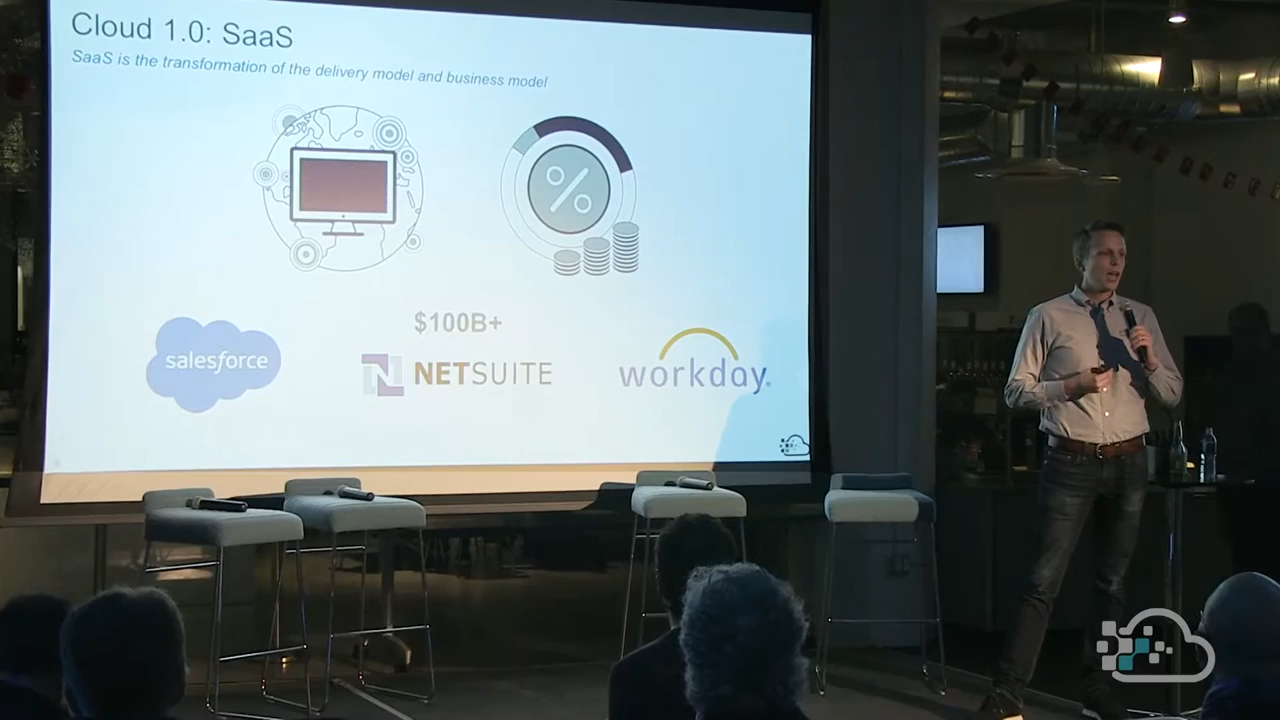 Cloud 1.0: SaaS
SaaS is the transformation of the delivery model and business model
%
salesforce
$100B+
N NETSUITE
workday.